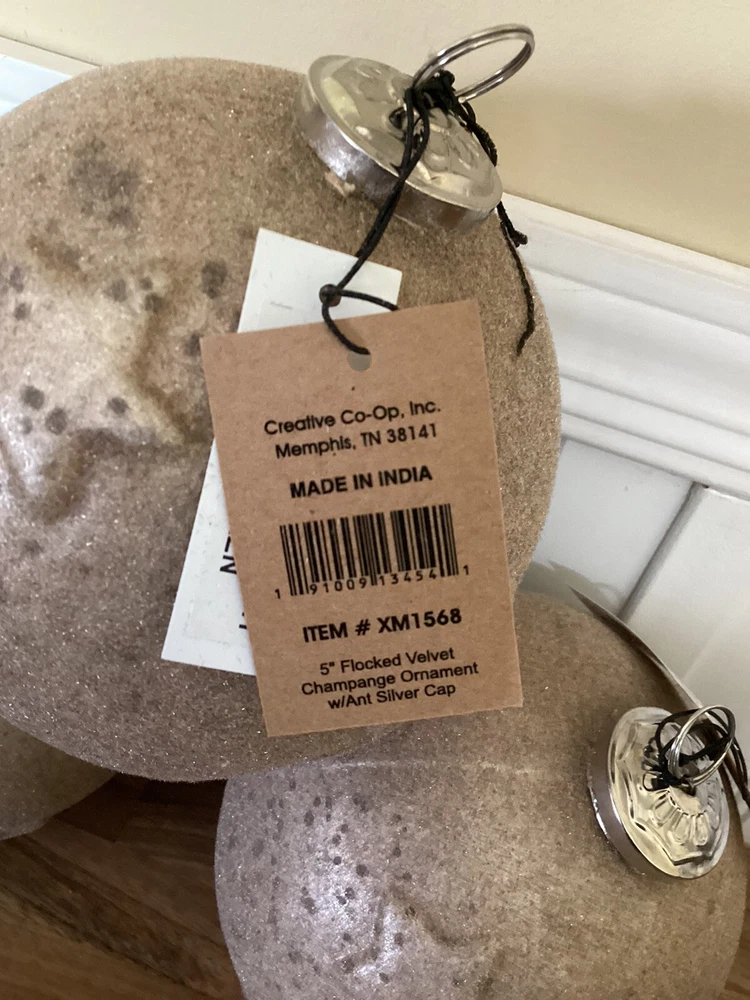 Creative Co-Op, Inc.
Memphis, TN 38141
MADE IN INDIA
1 91009 13454 1
ITEM # XM1568
5" Flocked Velvet
Champange Ornament
w/Ant Silver Cap